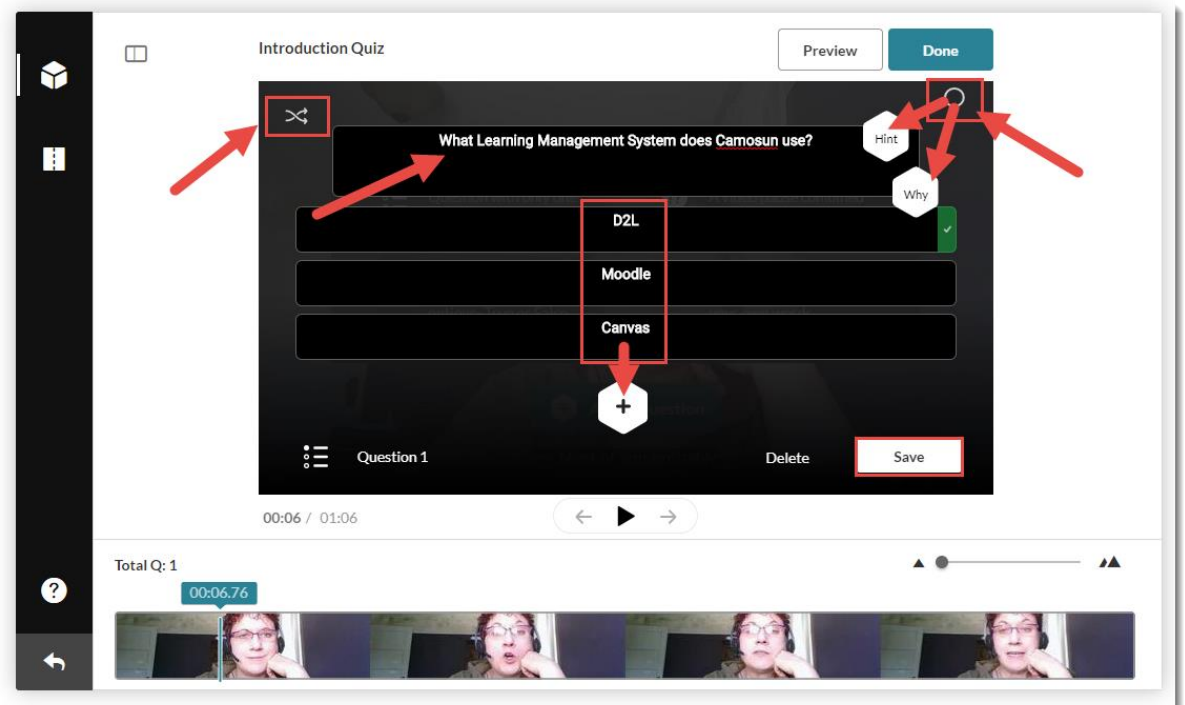 Introduction Quiz
Preview
Done
What Learning Management System does Camosun use?
Hint
Why
D2L
Moodle
Canvas
+
Question 1
Delete
Save
00:06 / 01:06
Total Q: 1
00:06.76
?